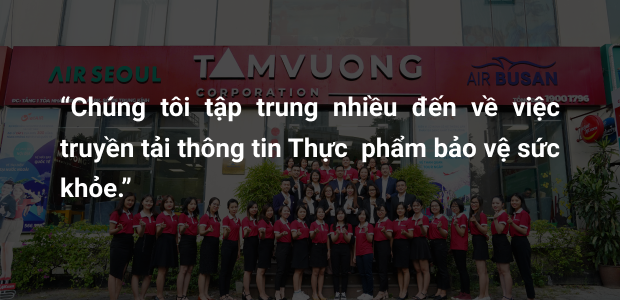 AIR SEOUL
TAMVUONG
CORPORATION
AIR BUSAN
19001796
“Chúng tôi tập trung nhiều đến về việc
truyền tải thông tin Thực phẩm bảo vệ sức
khỏe.”